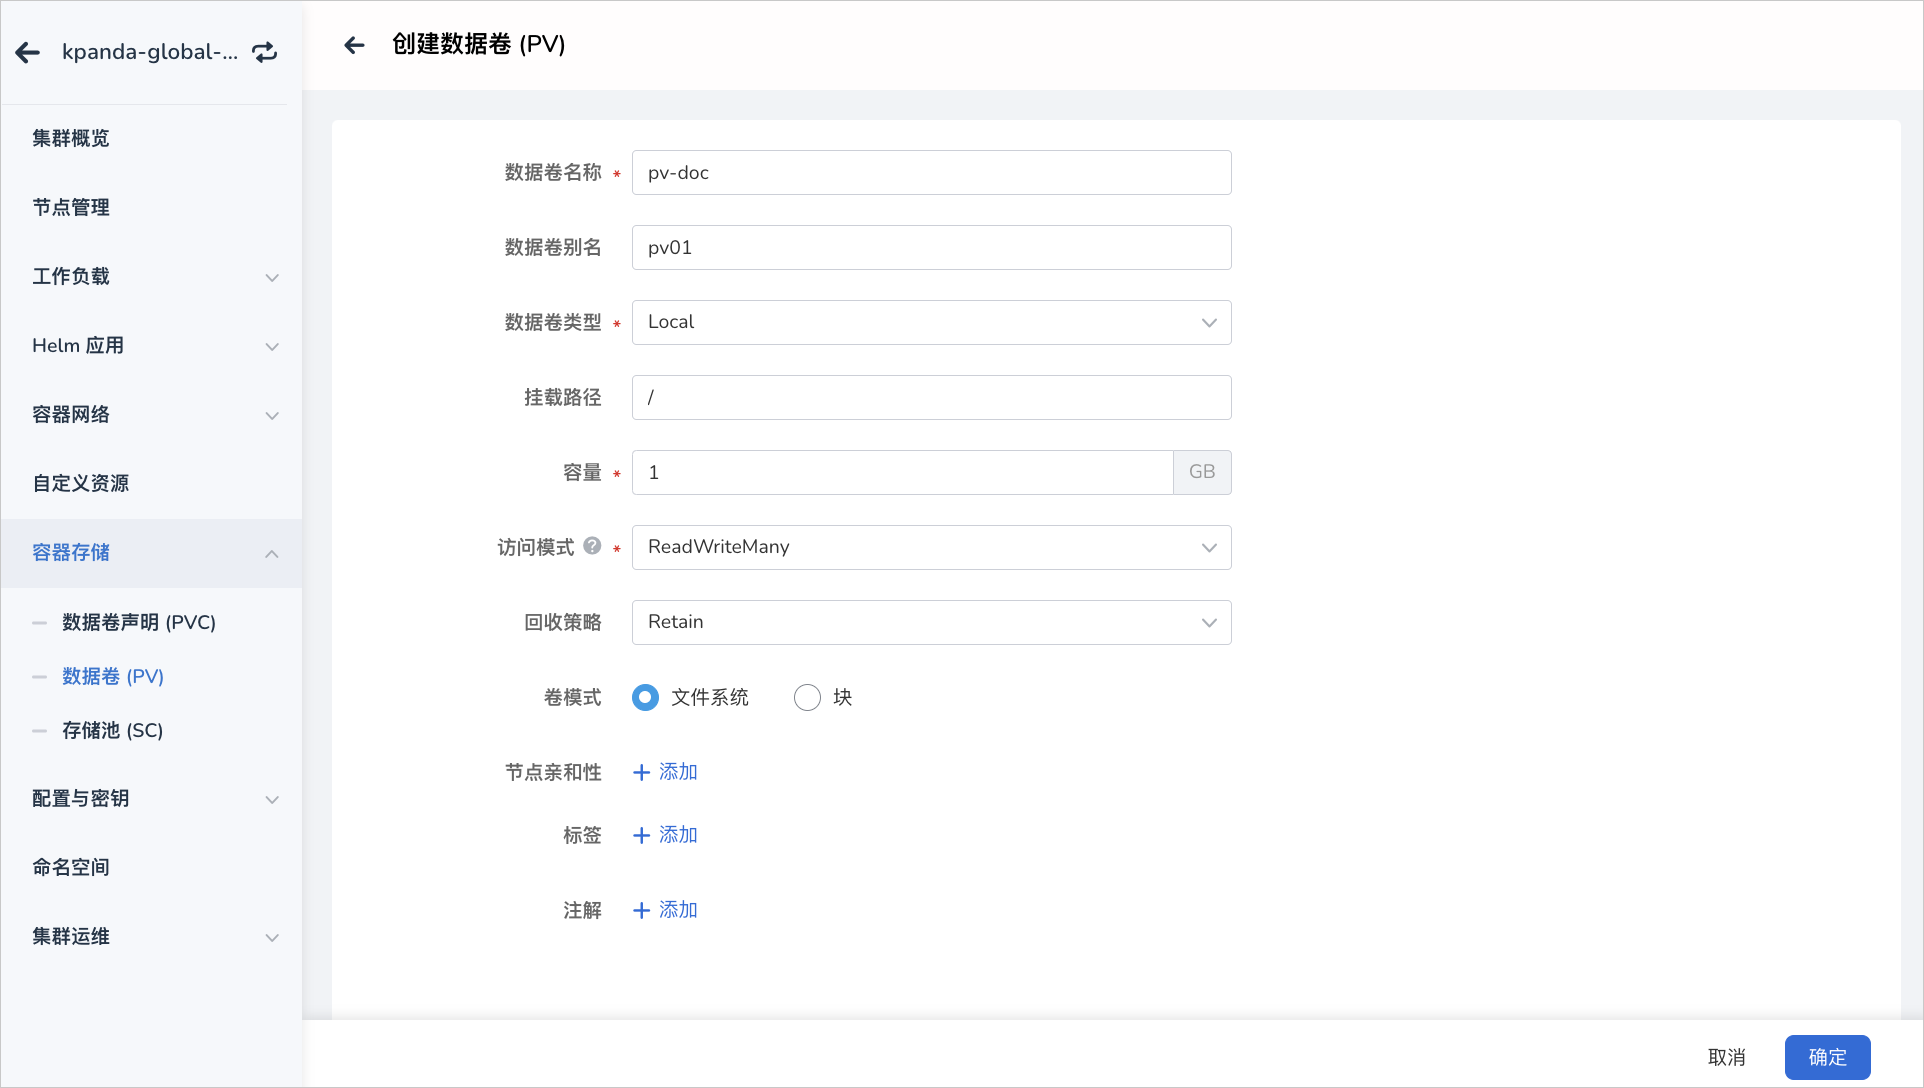 kpanda-global-...
集群概览
节点管理
工作负载
Helm 应用
容器网络
自定义资源
容器存储
数据卷声明 (PVC)
数据卷 (PV)
存储池 (SC)
配置与密钥
命名空间
集群运维
创建数据卷 (PV)
数据卷名称 * pv-doc
数据卷别名 pv01
数据卷类型 * Local
挂载路径 /
容量 * 1 GB
访问模式 ? * ReadWriteMany
回收策略 Retain
卷模式 文件系统 块
节点亲和性 + 添加
标签 + 添加
注解 + 添加
取消 确定